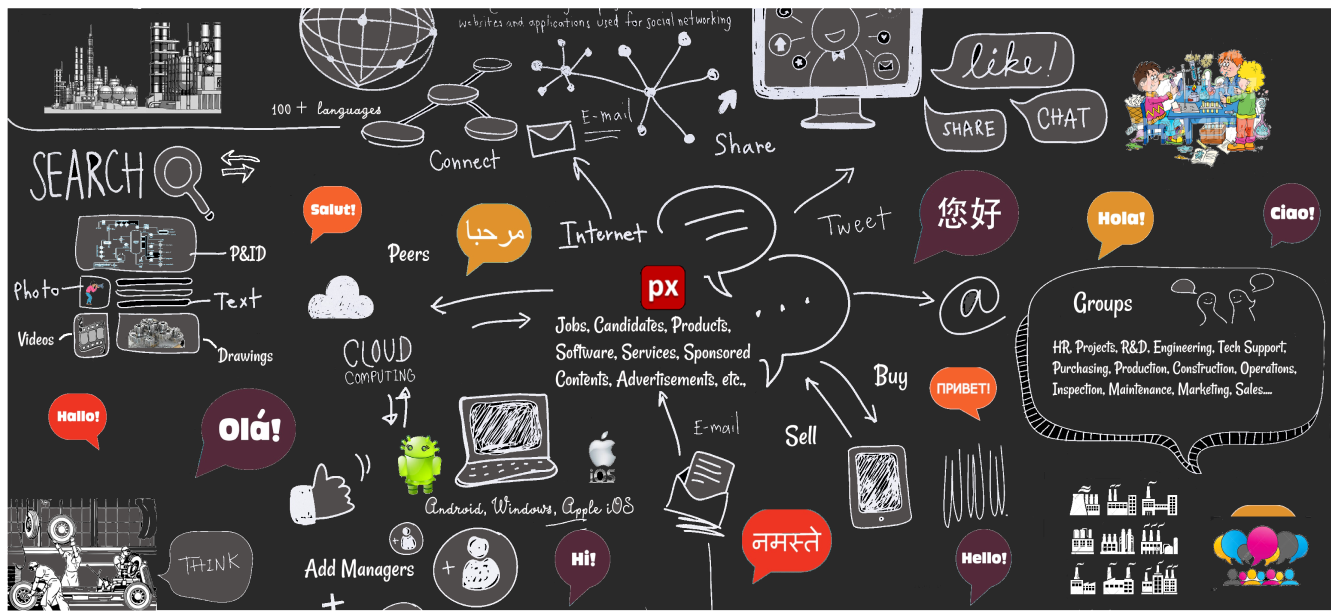 websites and applications used for social networking
100 + languages
Connect
E-mail
Share
like!
SHARE
CHAT
SEARCH
Salut!
مرحبا
Peers
Internet
Tweet
您好
Hola!
Ciao!
P&ID
Photo
Text
Videos
Drawings
px
Jobs, Candidates, Products,
Software, Services, Sponsored
Contents, Advertisements, etc.,
@
Groups
HR, Projects, R&D, Engineering, Tech Support,
Purchasing, Production, Construction, Operations,
Inspection, Maintenance, Marketing, Sales....
CLOUD
COMPUTING
Buy
ПРИВЕТ!
Hallo!
Olá!
E-mail
Sell
iOS
Android, Windows, Apple iOS
नमस्ते
THINK
Add Managers
Hi!
Hello!